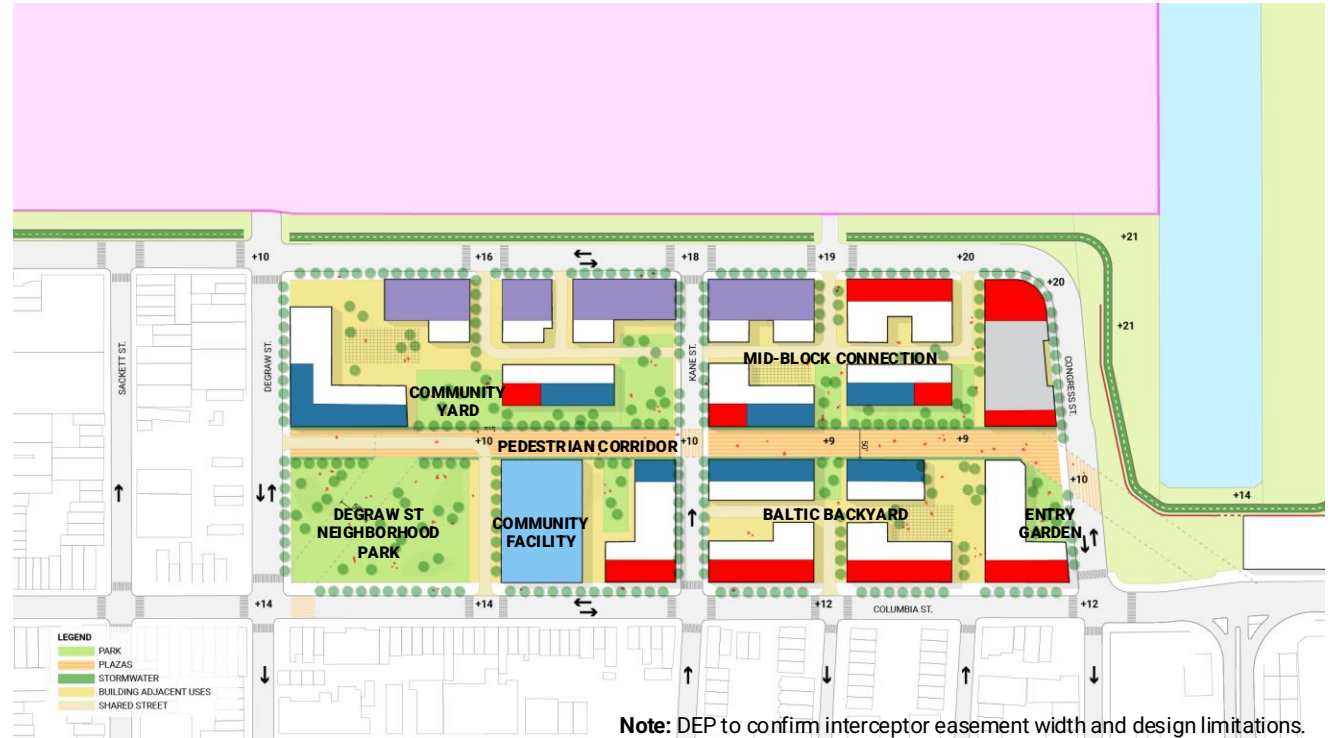 +21
+10
+16
+18
+19
+20
+20
+21
SACKETT ST.
DEGRAW ST.
KANE ST.
CONGRESS ST.
MID-BLOCK CONNECTION
COMMUNITY
YARD
+10
PEDESTRIAN CORRIDOR
+10
+9
50'
+9
+10
+14
DEGRAW ST
NEIGHBORHOOD
PARK
COMMUNITY
FACILITY
BALTIC BACKYARD
ENTRY
GARDEN
+14
+14
+12
COLUMBIA ST.
+12
LEGEND
PARK
PLAZAS
STORMWATER
BUILDING ADJACENT USES
SHARED STREET
Note: DEP to confirm interceptor easement width and design limitations.